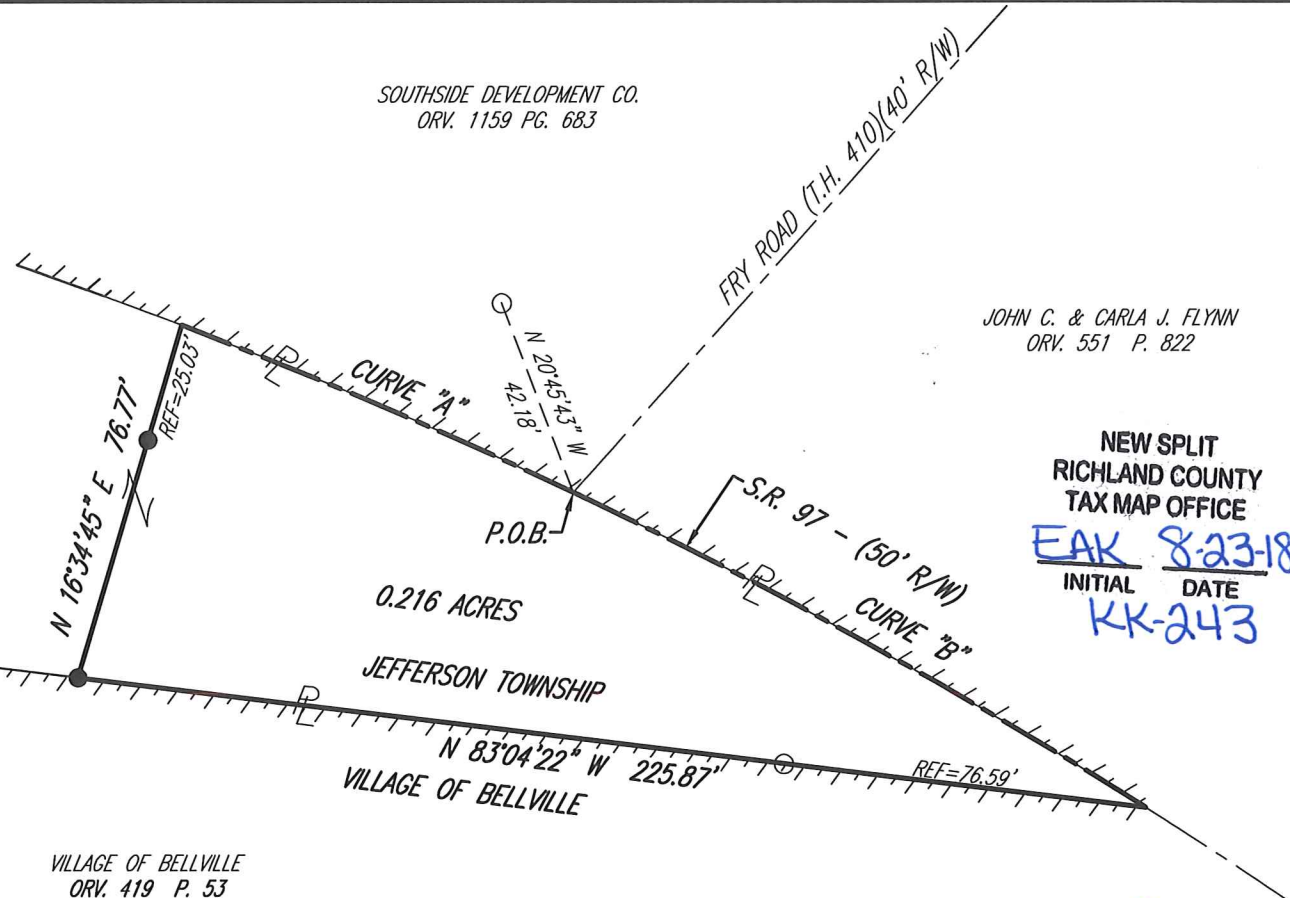 SOUTHSIDE DEVELOPMENT CO.
ORV. 1159 PG. 683
FRY ROAD (T.H. 410)(40' R/W)
JOHN C. & CARLA J. FLYNN
ORV. 551 P. 822
N 20°45'43" W
42.18'
CURVE "A"
REF=25.03'
N 16°34'45" E 76.77'
P.O.B.
S.R. 97 - (50' R/W)
CURVE "B"
NEW SPLIT
RICHLAND COUNTY
TAX MAP OFFICE
EAK 8-23-18
INITIAL DATE
KK-243
0.216 ACRES
JEFFERSON TOWNSHIP
PL
PL
PL
N 83°04'22" W 225.87'
REF=76.59'
VILLAGE OF BELLVILLE
VILLAGE OF BELLVILLE
ORV. 419 P. 53